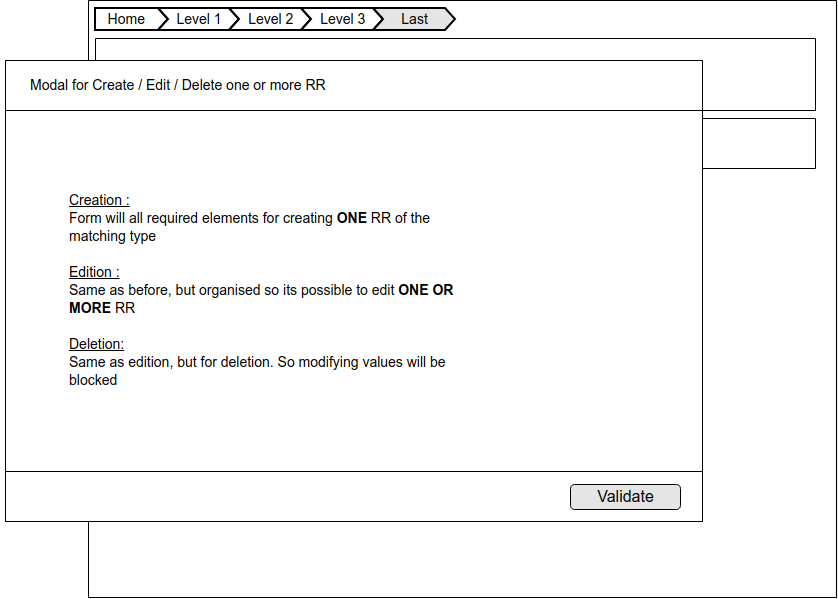 Home Level 1 Level 2 Level 3 Last
Modal for Create / Edit / Delete one or more RR
Creation :
Form will all required elements for creating ONE RR of the
matching type
Edition :
Same as before, but organised so its possible to edit ONE OR
MORE RR
Deletion:
Same as edition, but for deletion. So modifying values will be
blocked
Validate